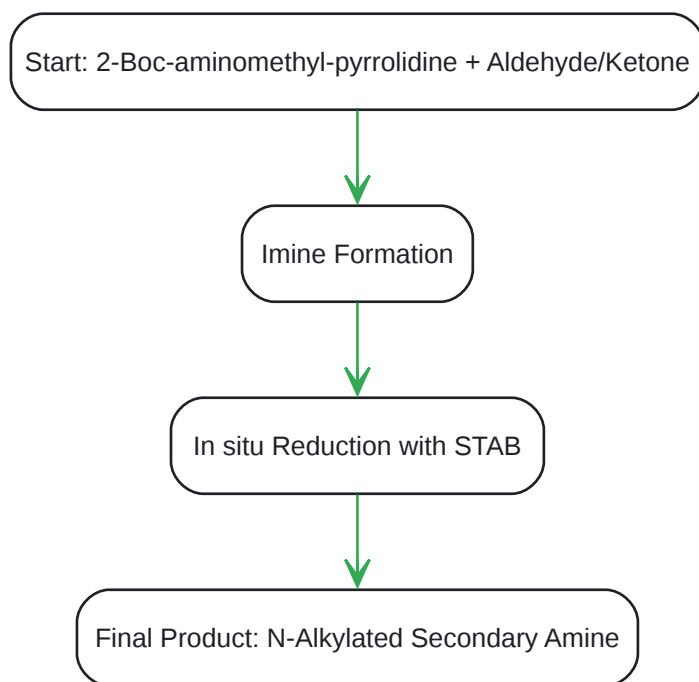 Start: 2-Boc-aminomethyl-pyrrolidine + Aldehyde/Ketone
Imine Formation
In situ Reduction with STAB
Final Product: N-Alkylated Secondary Amine